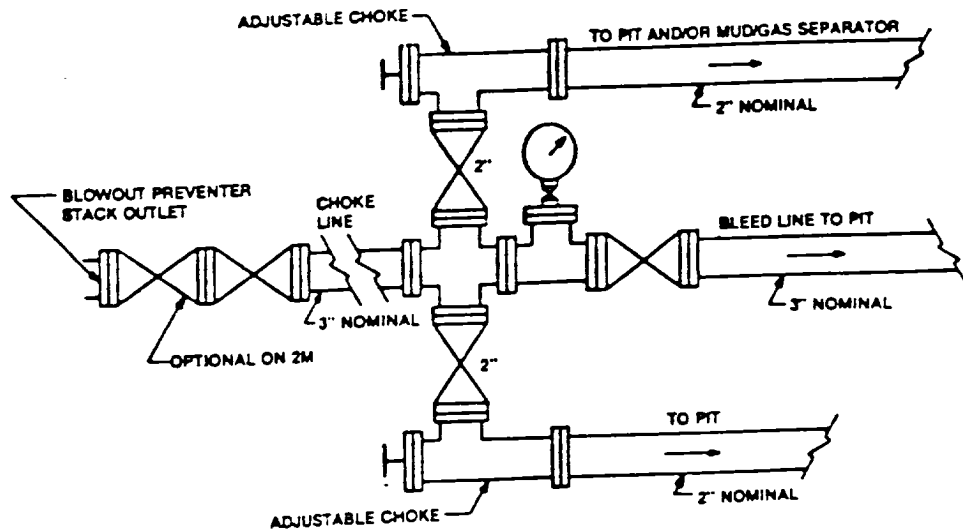 ADJUSTABLE CHOKE
TO PIT AND/OR MUD/GAS SEPARATOR
2" NOMINAL
2"
BLOWOUT PREVENTER
STACK OUTLET
CHOKE
LINE
BLEED LINE TO PIT
3" NOMINAL
3" NOMINAL
OPTIONAL ON 2M
2"
TO PIT
2" NOMINAL
ADJUSTABLE CHOKE